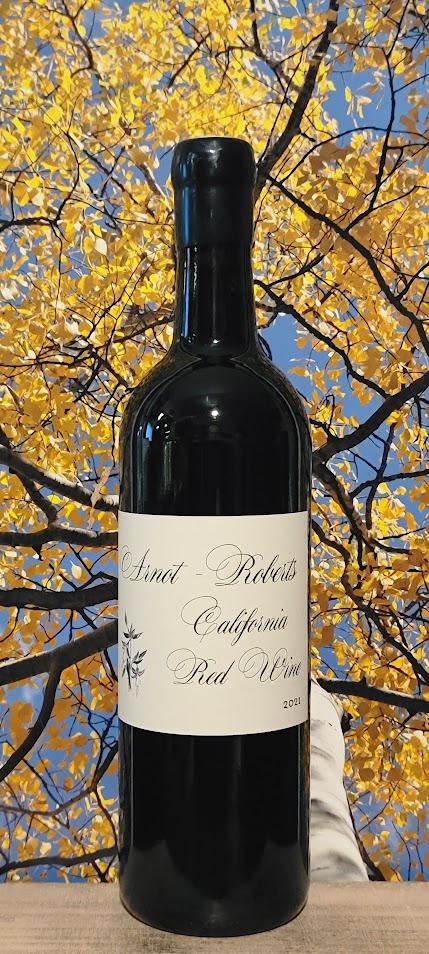 Arnot - Roberts
California
Red Wine
2021